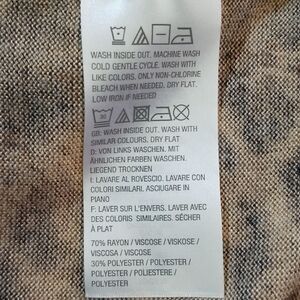 WASH INSIDE OUT. MACHINE WASH
COLD GENTLE CYCLE. WASH WITH
LIKE COLORS. ONLY NON-CHLORINE
BLEACH WHEN NEEDED. DRY FLAT.
LOW IRON IF NEEDED
30
GB: WASH INSIDE OUT. WASH WITH
SIMILAR COLOURS. DRY FLAT
D: VON LINKS WASCHEN. MIT
ÄHNLICHEN FARBEN WASCHEN.
LIEGEND TROCKNEN
I: LAVARE AL ROVESCIO. LAVARE CON
COLORI SIMILARI. ASCIUGARE IN
PIANO
F: LAVER SUR L'ENVERS. LAVER AVEC
DES COLORIS SIMILAIRES. SÉCHER
À PLAT
70% RAYON / VISCOSE / VISKOSE /
VISCOSA / VISCOSE
30% POLYESTER / POLYESTER /
POLYESTER / POLIESTERE /
POLYESTER